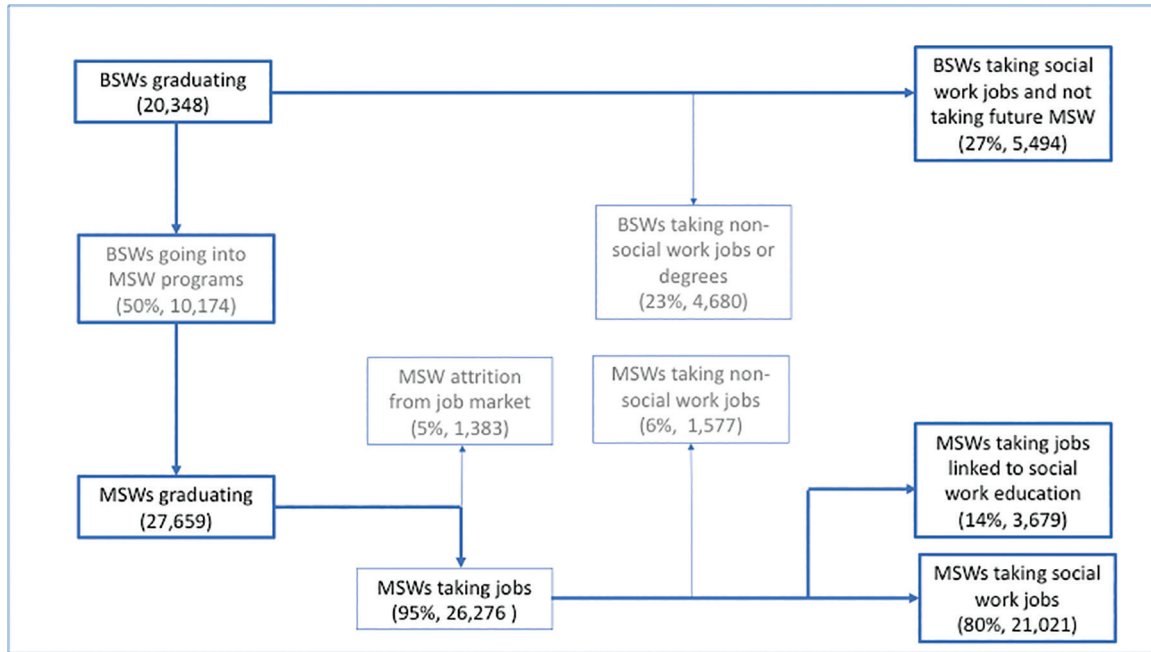 BSWs graduating
(20,348)
BSWs taking social
work jobs and not
taking future MSW
(27%, 5,494)
BSWs going into
MSW programs
(50%, 10,174)
BSWs taking non-
social work jobs or
degrees
(23%, 4,680)
MSW attrition
from job market
(5%, 1,383)
MSWs taking non-
social work jobs
(6%, 1,577)
MSWs graduating
(27,659)
MSWs taking jobs
linked to social
work education
(14%, 3,679)
MSWs taking jobs
(95%, 26,276 )
MSWs taking social
work jobs
(80%, 21,021)